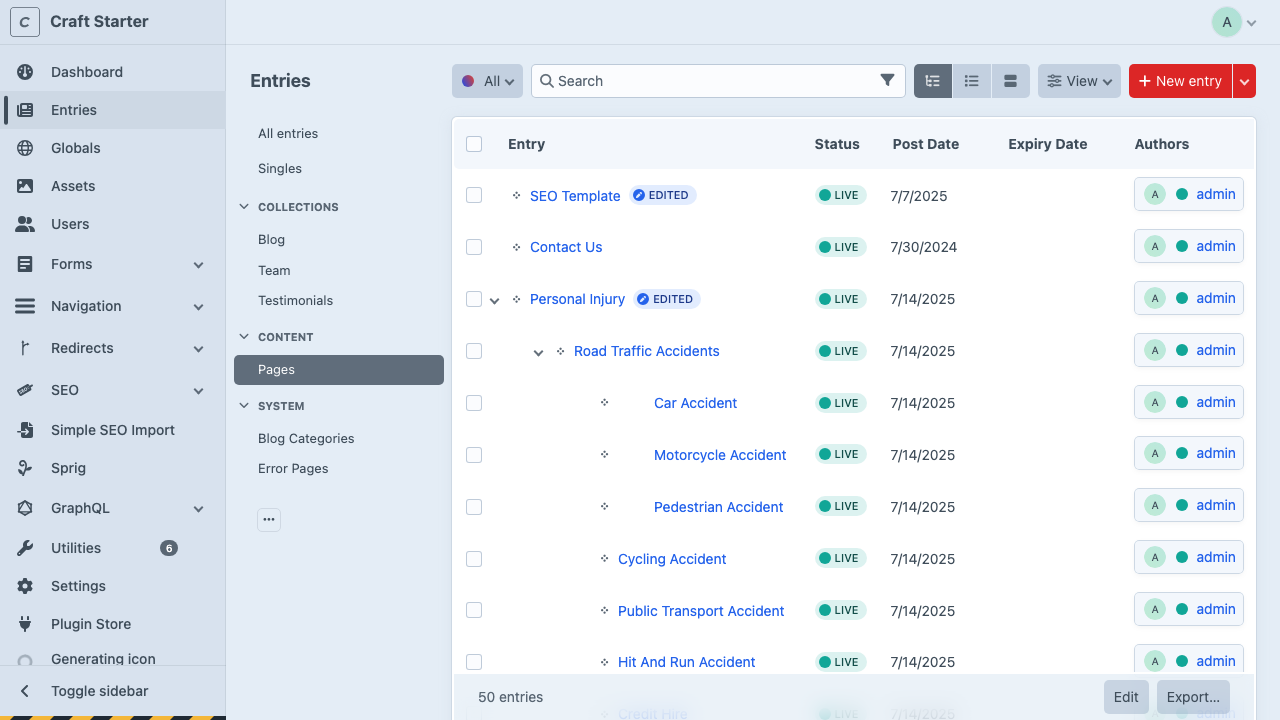 C Craft Starter
A
Dashboard
Entries
Globals
Assets
Users
Forms
Navigation
Redirects
SEO
Simple SEO Import
Sprig
GraphQL
Utilities 6
Settings
Plugin Store
Generating icon
Toggle sidebar
Entries
All entries
Singles
COLLECTIONS
Blog
Team
Testimonials
CONTENT
Pages
SYSTEM
Blog Categories
Error Pages
All
Search
View
New entry
Entry Status Post Date Expiry Date Authors
SEO Template EDITED LIVE 7/7/2025 A admin
Contact Us LIVE 7/30/2024 A admin
Personal Injury EDITED LIVE 7/14/2025 A admin
Road Traffic Accidents LIVE 7/14/2025 A admin
Car Accident LIVE 7/14/2025 A admin
Motorcycle Accident LIVE 7/14/2025 A admin
Pedestrian Accident LIVE 7/14/2025 A admin
Cycling Accident LIVE 7/14/2025 A admin
Public Transport Accident LIVE 7/14/2025 A admin
Hit And Run Accident LIVE 7/14/2025 A admin
Credit Hire LIVE 7/14/2025 admin
50 entries
Edit
Export…